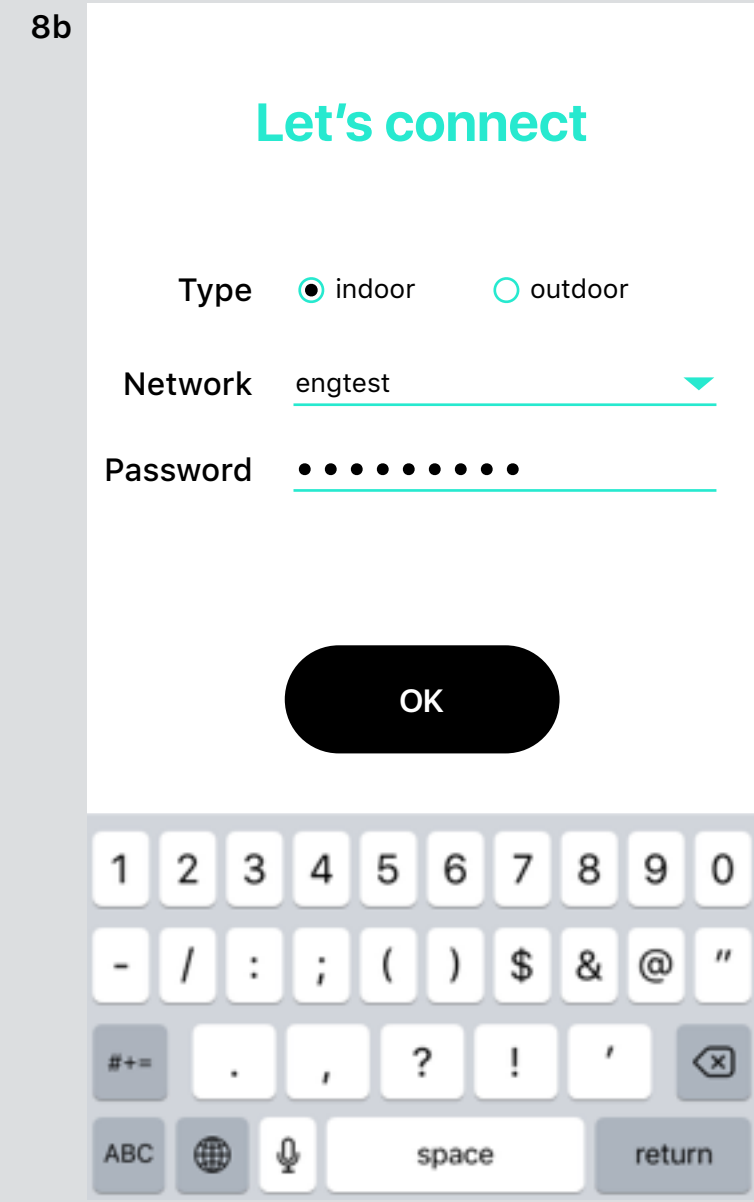 8b
Let’s connect
Type indoor outdoor
Network engtest
Password •••••••••
OK
1 2 3 4 5 6 7 8 9 0
- / : ; ( ) $ & @ "
#+= . , ? ! '
ABC space return